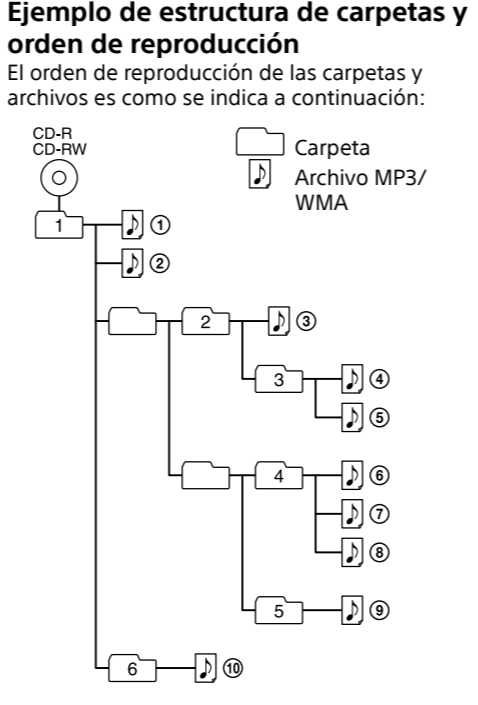 Ejemplo de estructura de carpetas y
orden de reproducción
El orden de reproducción de las carpetas y
archivos es como se indica a continuación:
CD-R
CD-RW
Carpeta
Archivo MP3/
WMA
1 ①
②
2 ③
3 ④
⑤
4 ⑥
⑦
⑧
5 ⑨
6 ⑩